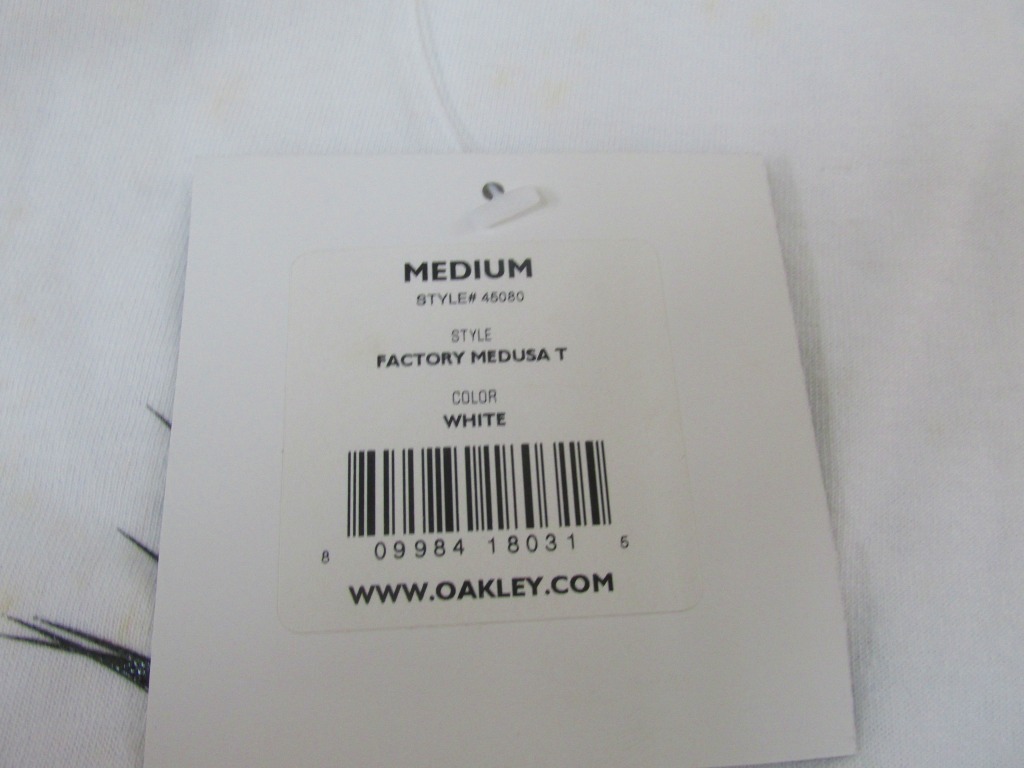 MEDIUM
STYLE# 45080
STYLE
FACTORY MEDUSA T
COLOR
WHITE
8 09984 18031 5
WWW.OAKLEY.COM